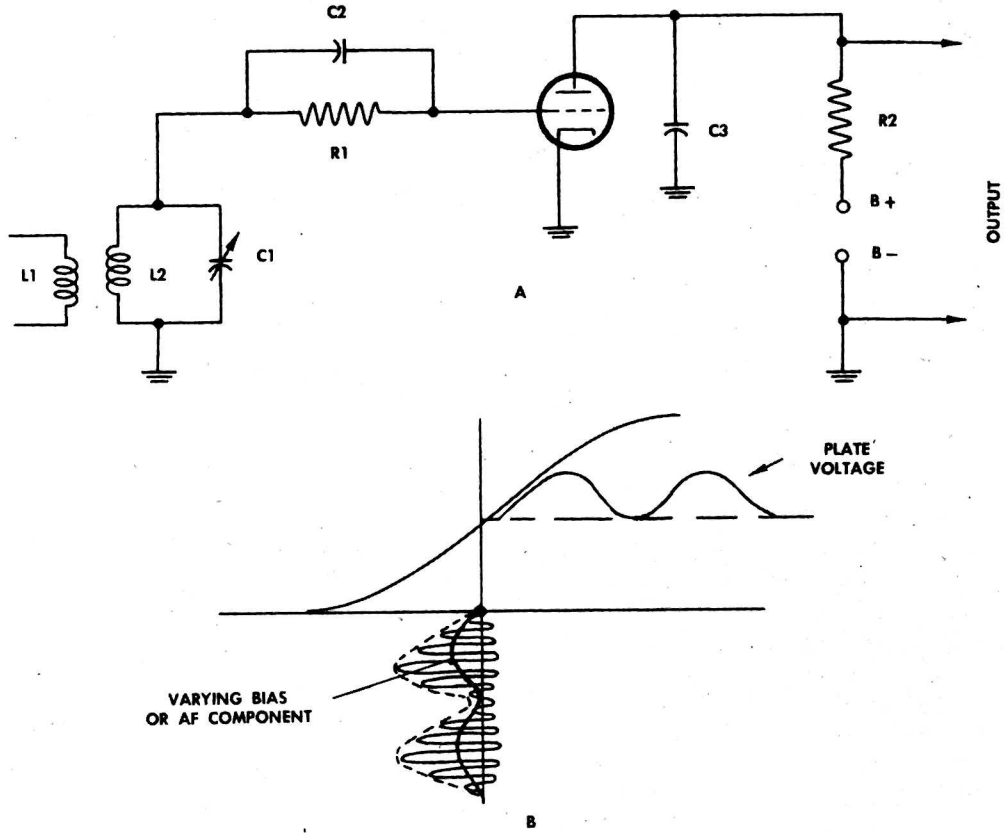 C2
R1
C3
R2
B +
B −
OUTPUT
L1
L2
C1
A
PLATE
VOLTAGE
VARYING BIAS
OR AF COMPONENT
B